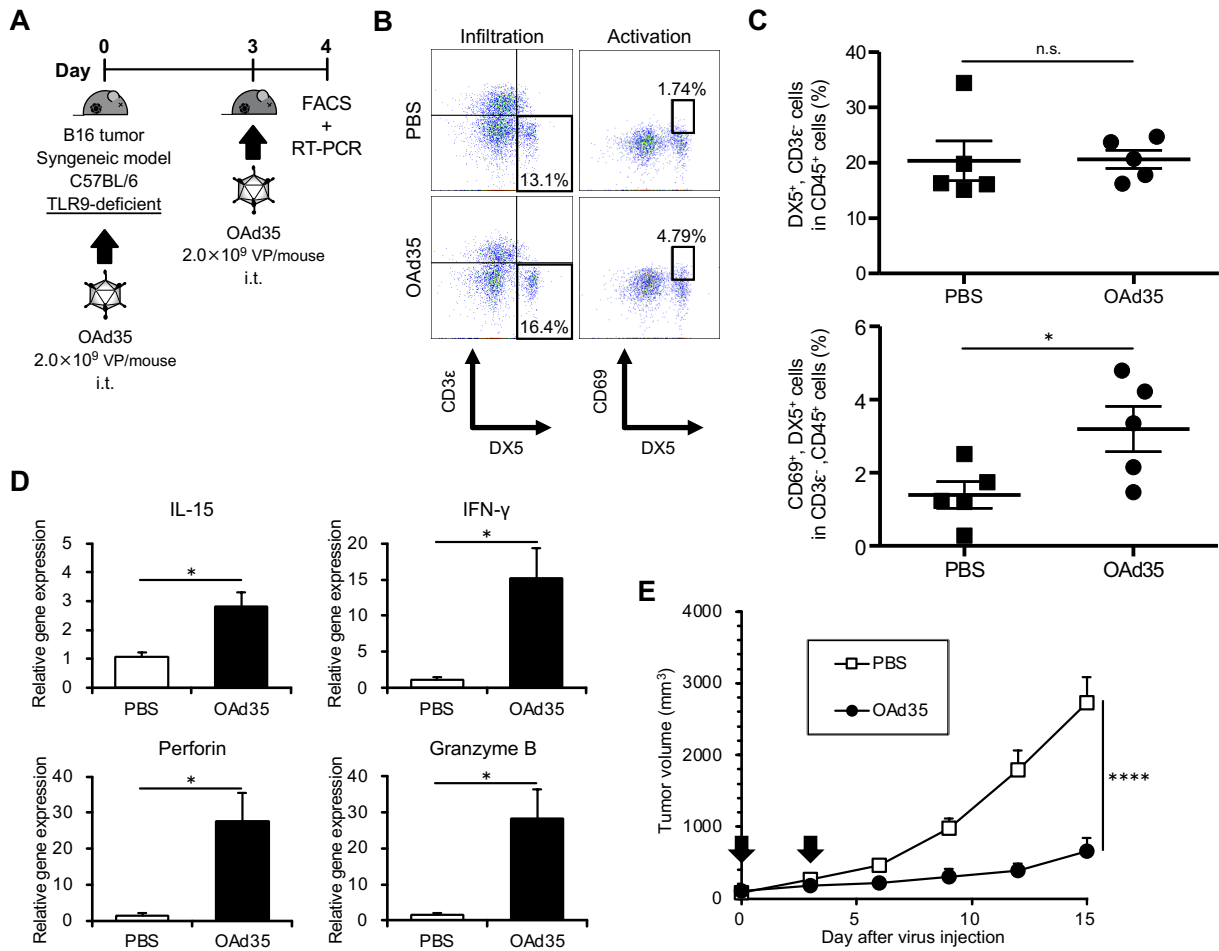 A
0
3
4
Day
B16 tumor
Syngeneic model
C57BL/6
TLR9-deficient
FACS
+
RT-PCR
OAd35
2.0×10⁹ VP/mouse
i.t.
OAd35
2.0×10⁹ VP/mouse
i.t.
B
Infiltration
Activation
PBS
13.1%
1.74%
OAd35
16.4%
4.79%
CD3ε
DX5
CD69
DX5
C
DX5⁺, CD3ε⁻ cells
in CD45⁺ cells (%)
40
30
20
10
0
n.s.
PBS
OAd35
CD69⁺, DX5⁺ cells
in CD3ε⁻,CD45⁺ cells (%)
6
4
2
0
*
PBS
OAd35
D
IL-15
Relative gene expression
5
4
3
2
1
0
*
PBS
OAd35
IFN-γ
Relative gene expression
20
15
10
5
0
*
PBS
OAd35
Perforin
Relative gene expression
40
30
20
10
0
*
PBS
OAd35
Granzyme B
Relative gene expression
40
30
20
10
0
*
PBS
OAd35
E
Tumor volume (mm³)
4000
3000
2000
1000
0
PBS
OAd35
****
0
5
10
15
Day after virus injection